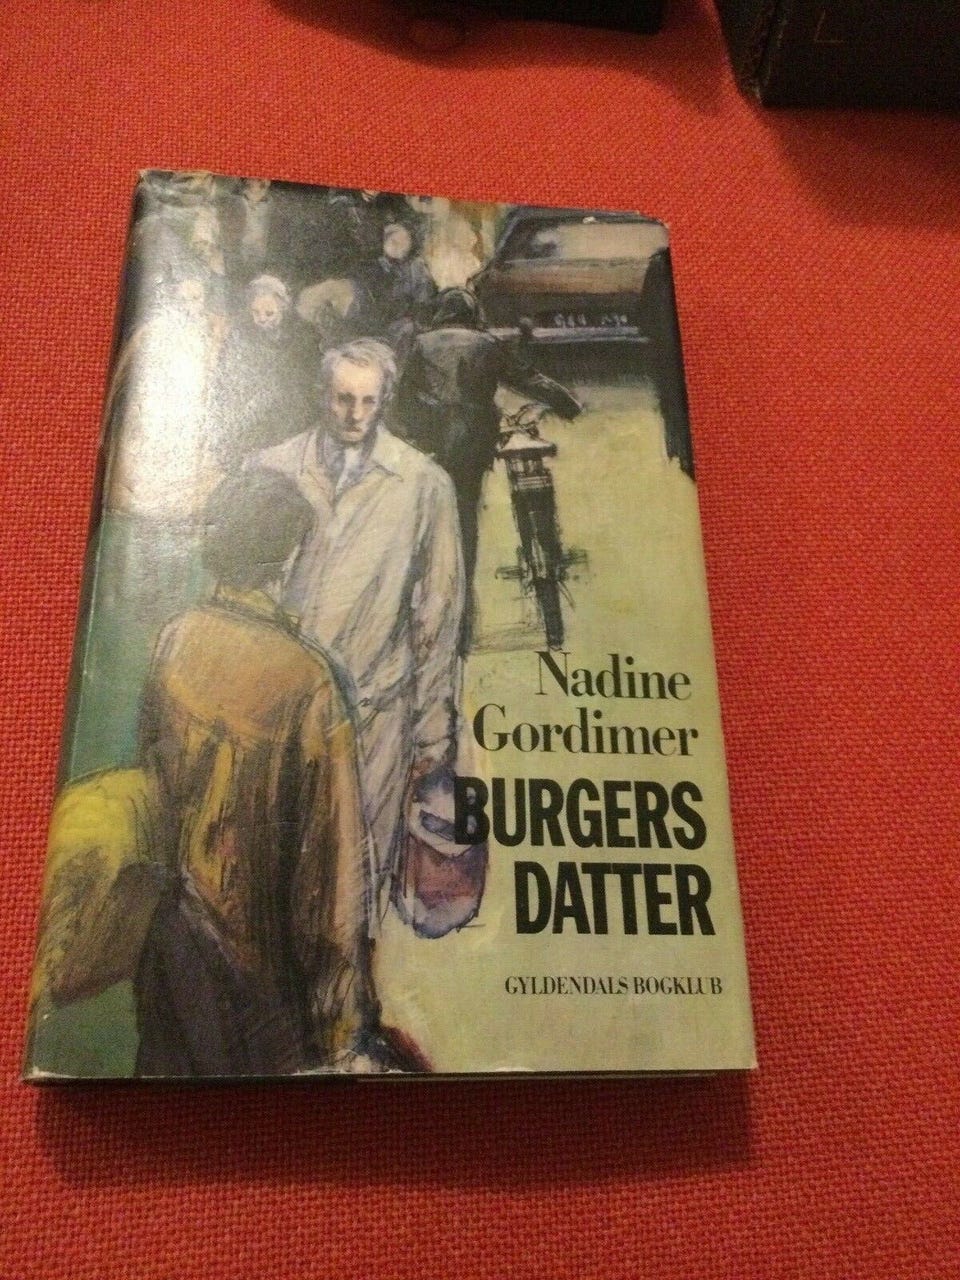 Nadine
Gordimer
BURGERS
DATTER
GYLDENDALS BOGKLUB